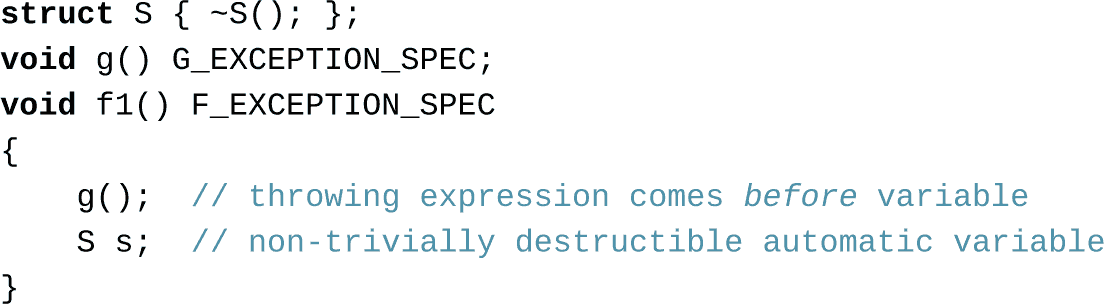 struct S { ~S(); };
void g() G_EXCEPTION_SPEC;
void f1() F_EXCEPTION_SPEC
{
    g();  // throwing expression comes before variable
    S s;  // non-trivially destructible automatic variable
}